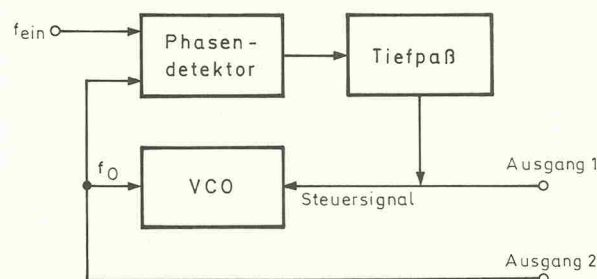 fein
Phasen-
detektor
Tiefpaß
fO
VCO
Steuersignal
Ausgang 1
Ausgang 2